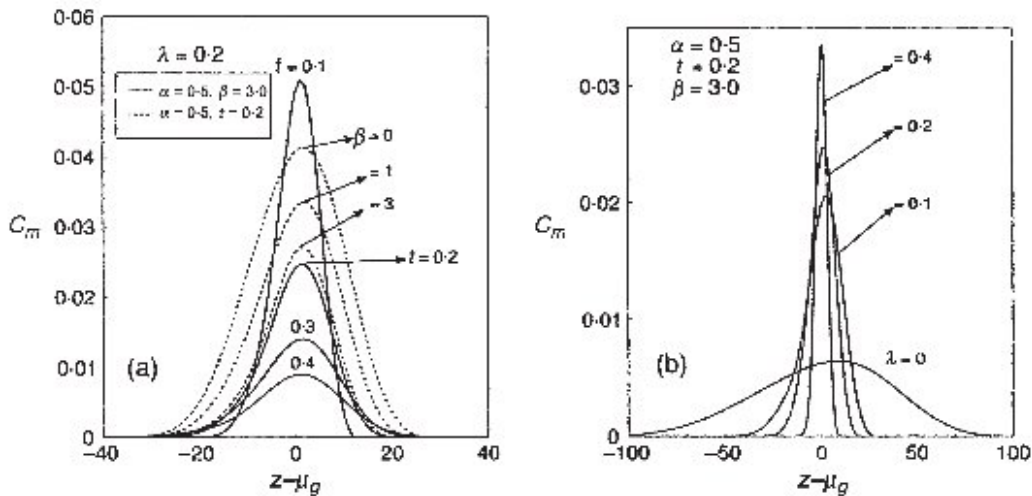 0·06
0·05
0·04
0·03
0·02
0·01
0
C_m
λ = 0·2
α = 0·5, β = 3·0
α = 0·5, t = 0·2
t = 0·1
β = 0
= 1
= 3
t = 0·2
0·3
0·4
(a)
−40 −20 0 20 40
z−μ_g
0·03
0·02
0·01
0
C_m
α = 0·5
t = 0·2
β = 3·0
= 0·4
= 0·2
= 0·1
λ = 0
(b)
−100 −50 0 50 100
z−μ_g